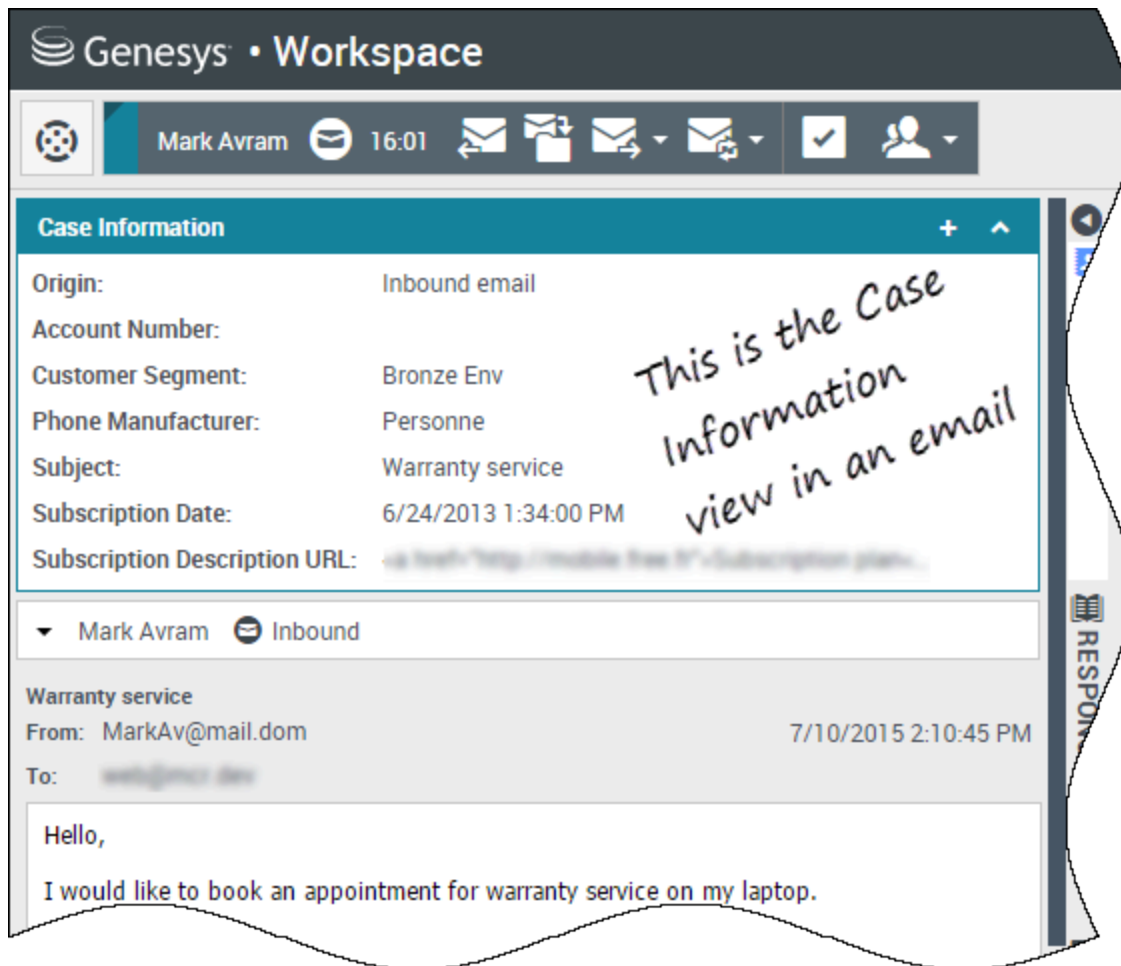 Genesys • Workspace
Mark Avram 16:01
Case Information
Origin: Inbound email
Account Number:
Customer Segment: Bronze Env
Phone Manufacturer: Personne
Subject: Warranty service
Subscription Date: 6/24/2013 1:34:00 PM
Subscription Description URL:
This is the Case
Information
view in an email
Mark Avram Inbound
Warranty service
From: MarkAv@mail.dom 7/10/2015 2:10:45 PM
To:
Hello,
I would like to book an appointment for warranty service on my laptop.